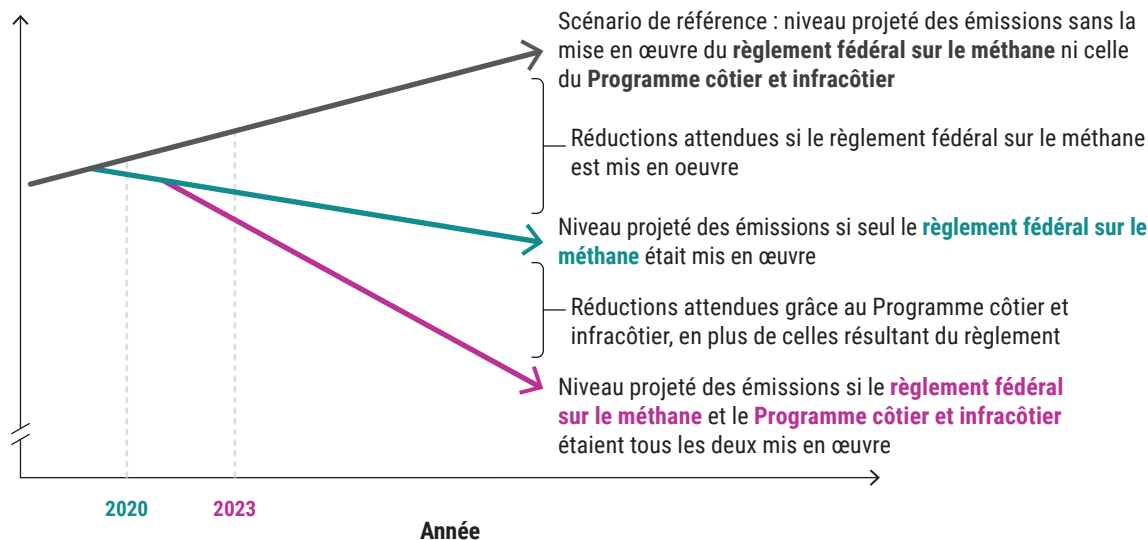 Scénario de référence : niveau projeté des émissions sans la
mise en œuvre du règlement fédéral sur le méthane ni celle
du Programme côtier et infracôtier
Réductions attendues si le règlement fédéral sur le méthane
est mis en oeuvre
Niveau projeté des émissions si seul le règlement fédéral sur le
méthane était mis en œuvre
Réductions attendues grâce au Programme côtier et
infracôtier, en plus de celles résultant du règlement
Niveau projeté des émissions si le règlement fédéral
sur le méthane et le Programme côtier et infracôtier
étaient tous les deux mis en œuvre
2020
2023
Année